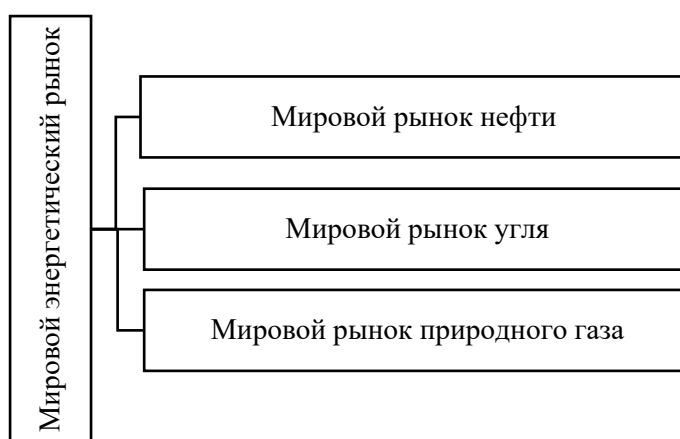 Мировой энергетический рынок
Мировой рынок нефти
Мировой рынок угля
Мировой рынок природного газа